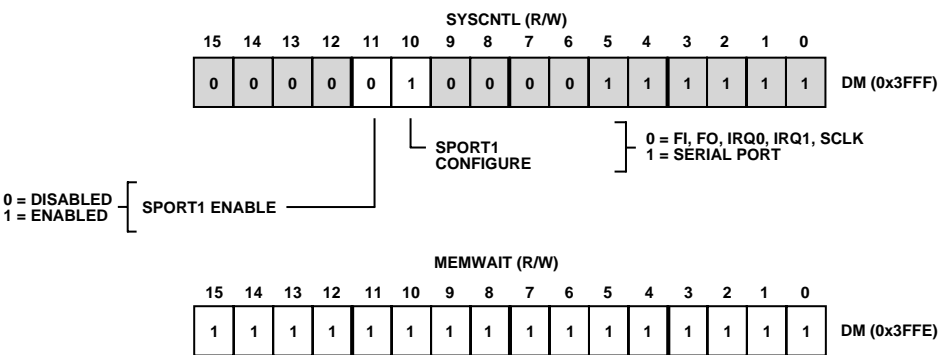 SYSCNTL (R/W)
15 14 13 12 11 10 9 8 7 6 5 4 3 2 1 0
0 0 0 0 0 1 0 0 0 0 1 1 1 1 1 1 DM (0x3FFF)
SPORT1
CONFIGURE
0 = FI, FO, IRQ0, IRQ1, SCLK
1 = SERIAL PORT
0 = DISABLED
1 = ENABLED
SPORT1 ENABLE
MEMWAIT (R/W)
15 14 13 12 11 10 9 8 7 6 5 4 3 2 1 0
1 1 1 1 1 1 1 1 1 1 1 1 1 1 1 1 DM (0x3FFE)